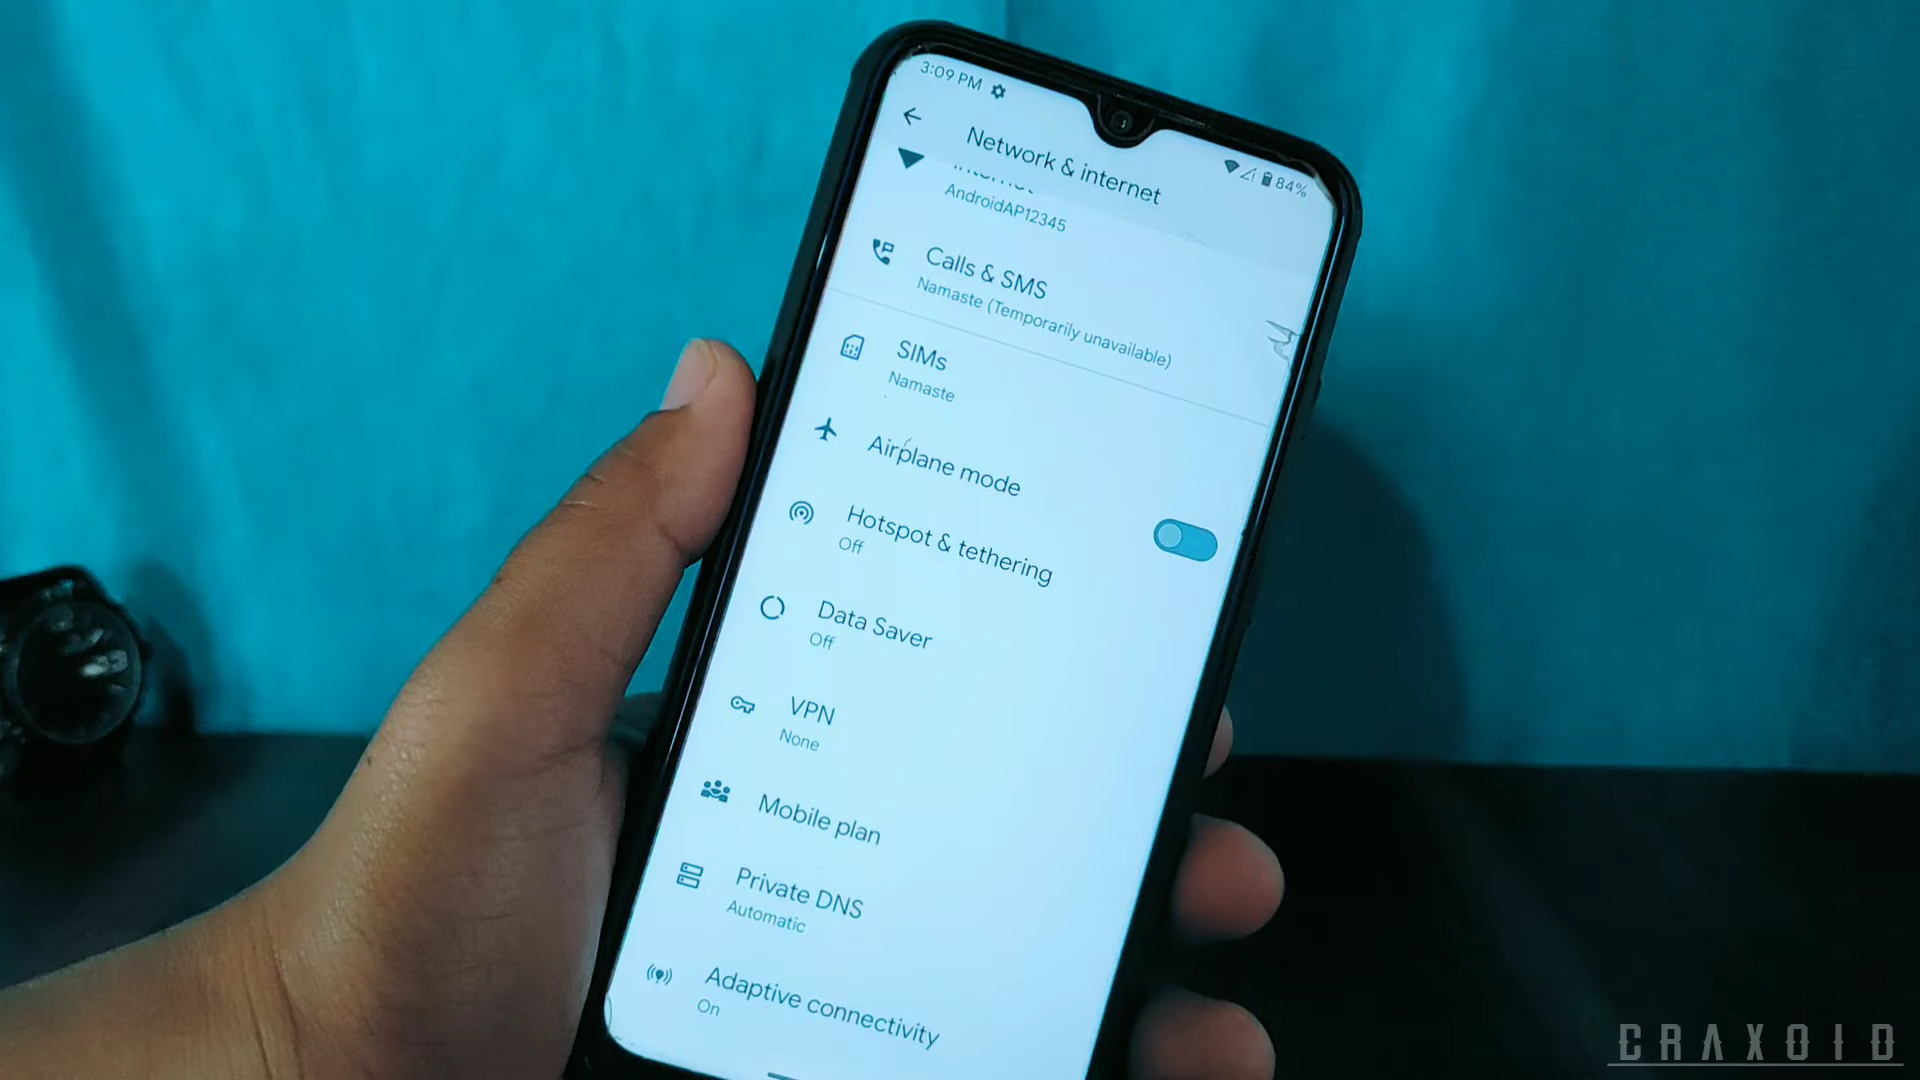 3:09 PM
84%
Network & internet
AndroidAP12345
Calls & SMS
Namaste (Temporarily unavailable)
SIMs
Namaste
Airplane mode
Hotspot & tethering
Off
Data Saver
Off
VPN
None
Mobile plan
Private DNS
Automatic
Adaptive connectivity
On
CRAXOID